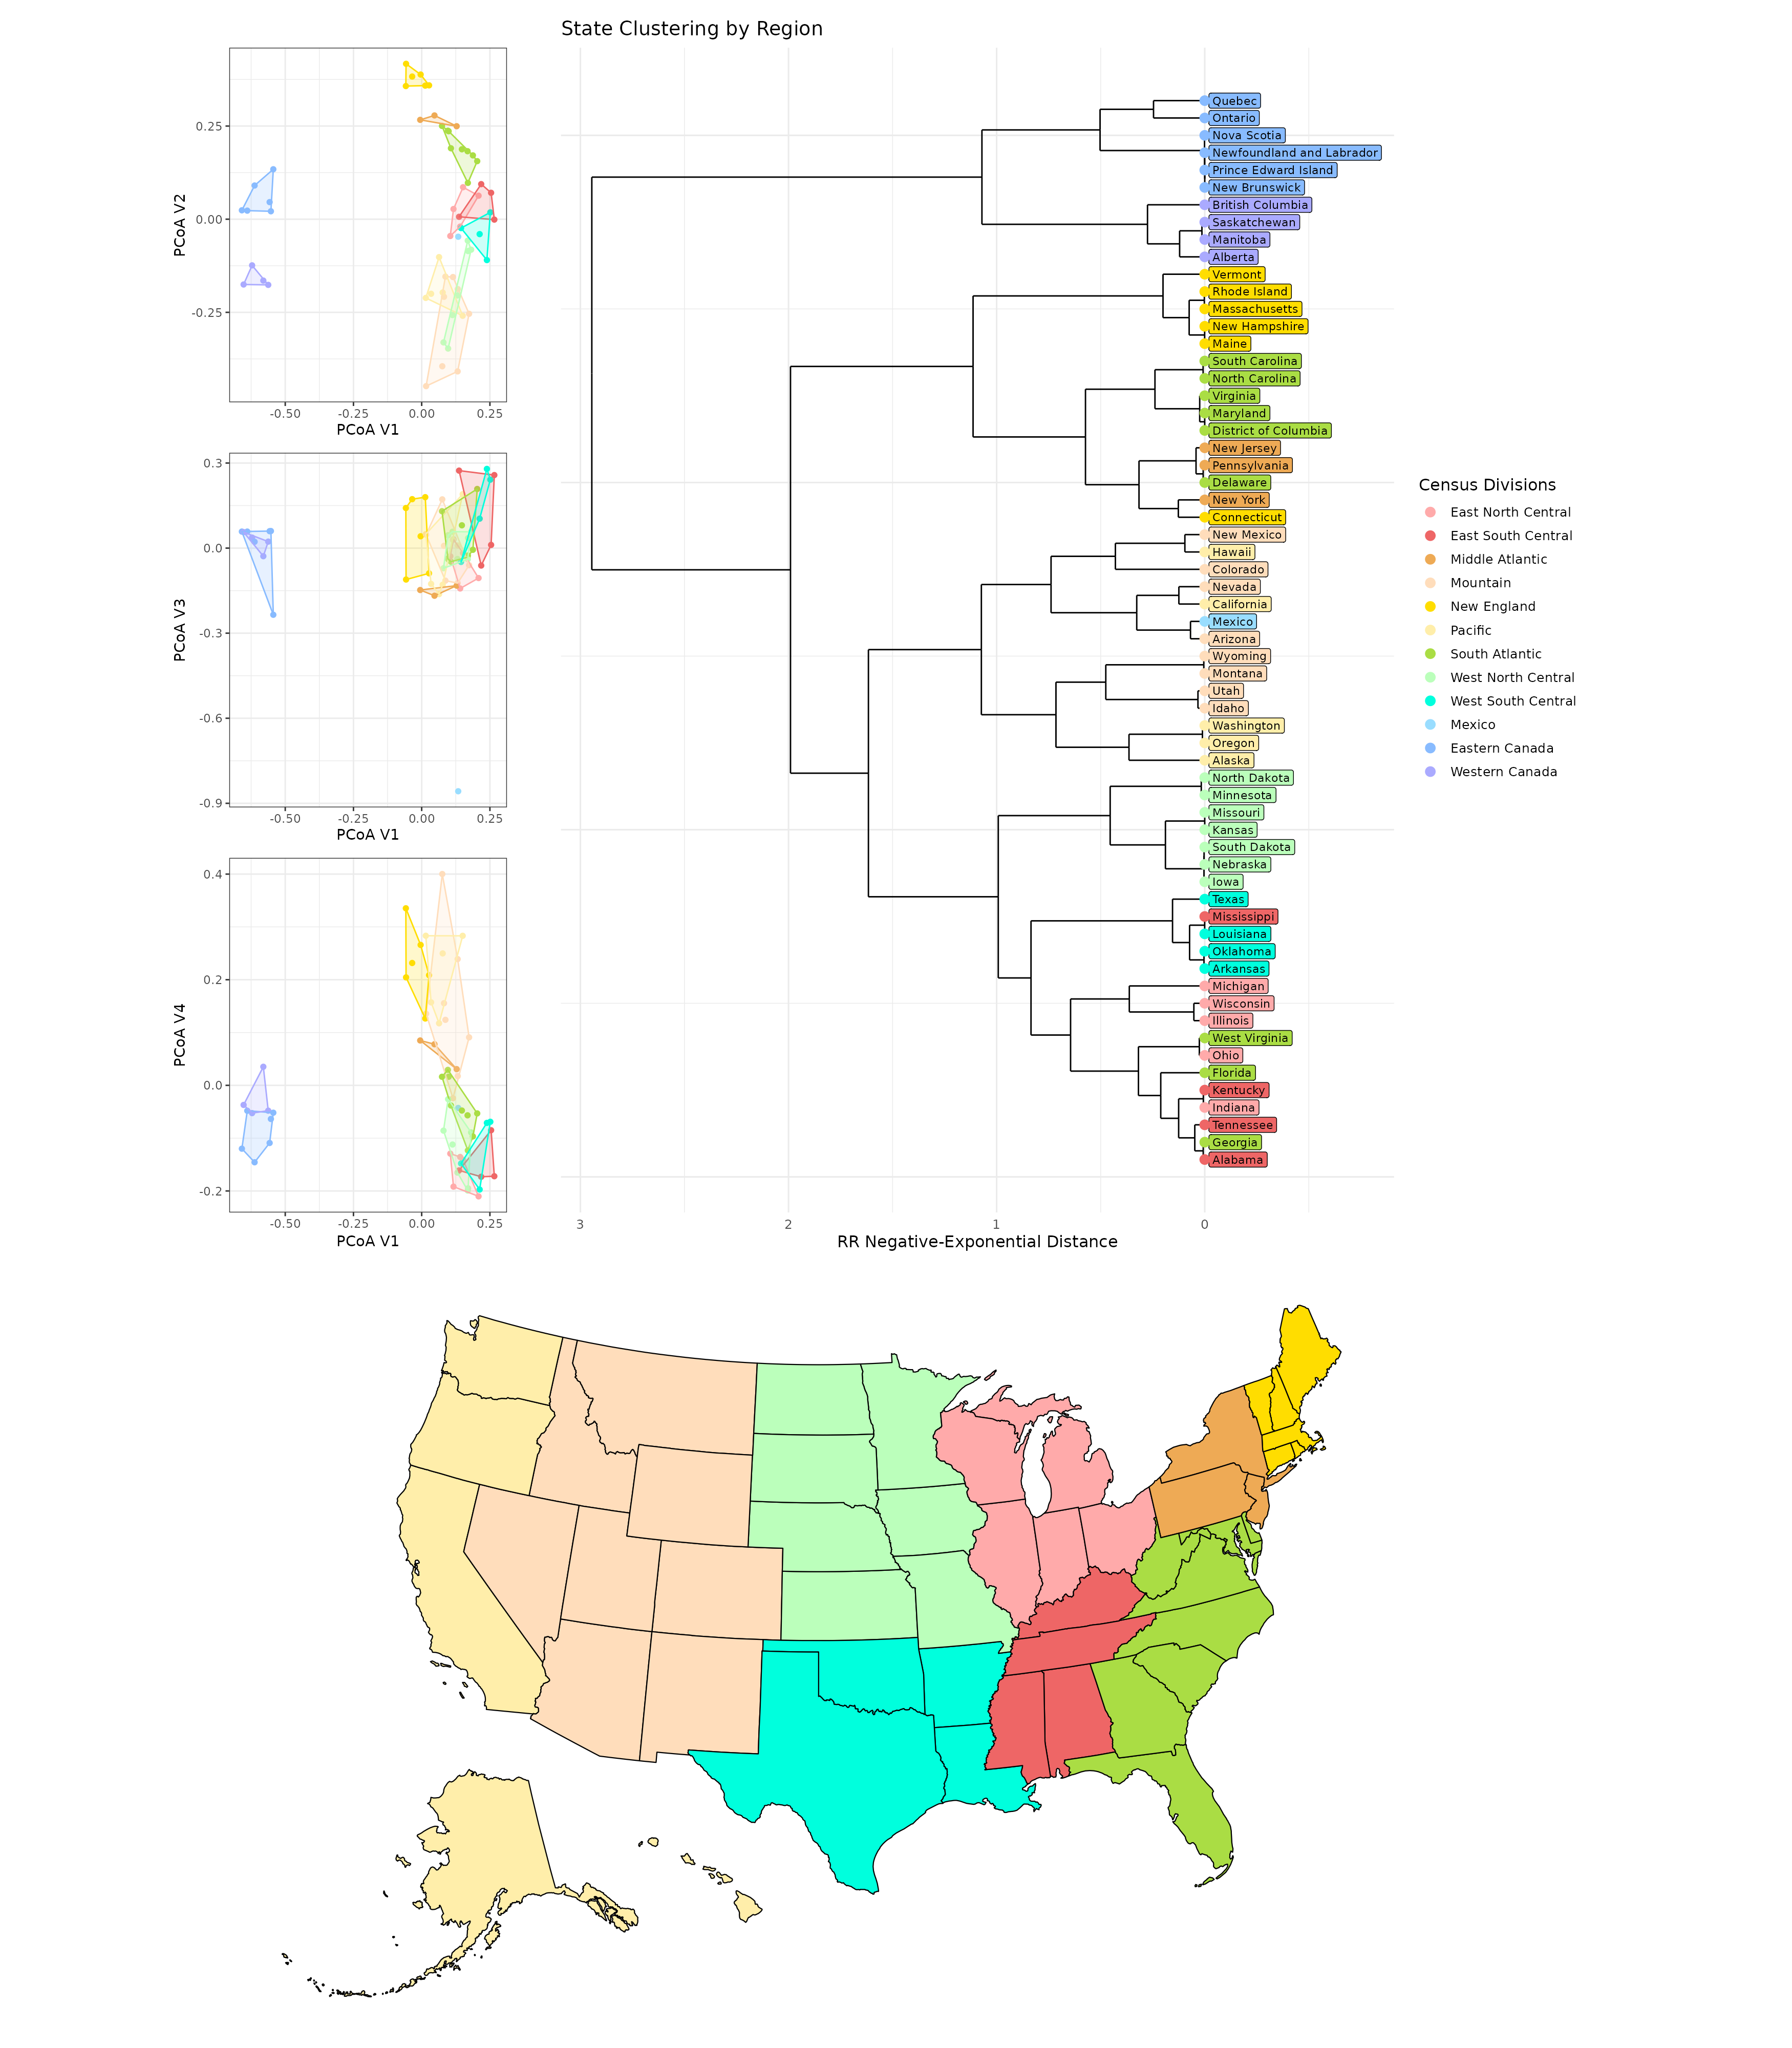 State Clustering by Region
0.25
0.00
-0.25
PCoA V2
-0.50
-0.25
0.00
0.25
PCoA V1
0.3
0.0
-0.3
-0.6
-0.9
PCoA V3
-0.50
-0.25
0.00
0.25
PCoA V1
0.4
0.2
0.0
-0.2
PCoA V4
-0.50
-0.25
0.00
0.25
PCoA V1
Quebec
Ontario
Nova Scotia
Newfoundland and Labrador
Prince Edward Island
New Brunswick
British Columbia
Saskatchewan
Manitoba
Alberta
Vermont
Rhode Island
Massachusetts
New Hampshire
Maine
South Carolina
North Carolina
Virginia
Maryland
District of Columbia
New Jersey
Pennsylvania
Delaware
New York
Connecticut
New Mexico
Hawaii
Colorado
Nevada
California
Mexico
Arizona
Wyoming
Montana
Utah
Idaho
Washington
Oregon
Alaska
North Dakota
Minnesota
Missouri
Kansas
South Dakota
Nebraska
Iowa
Texas
Mississippi
Louisiana
Oklahoma
Arkansas
Michigan
Wisconsin
Illinois
West Virginia
Ohio
Florida
Kentucky
Indiana
Tennessee
Georgia
Alabama
3
2
1
0
RR Negative-Exponential Distance
Census Divisions
East North Central
East South Central
Middle Atlantic
Mountain
New England
Pacific
South Atlantic
West North Central
West South Central
Mexico
Eastern Canada
Western Canada